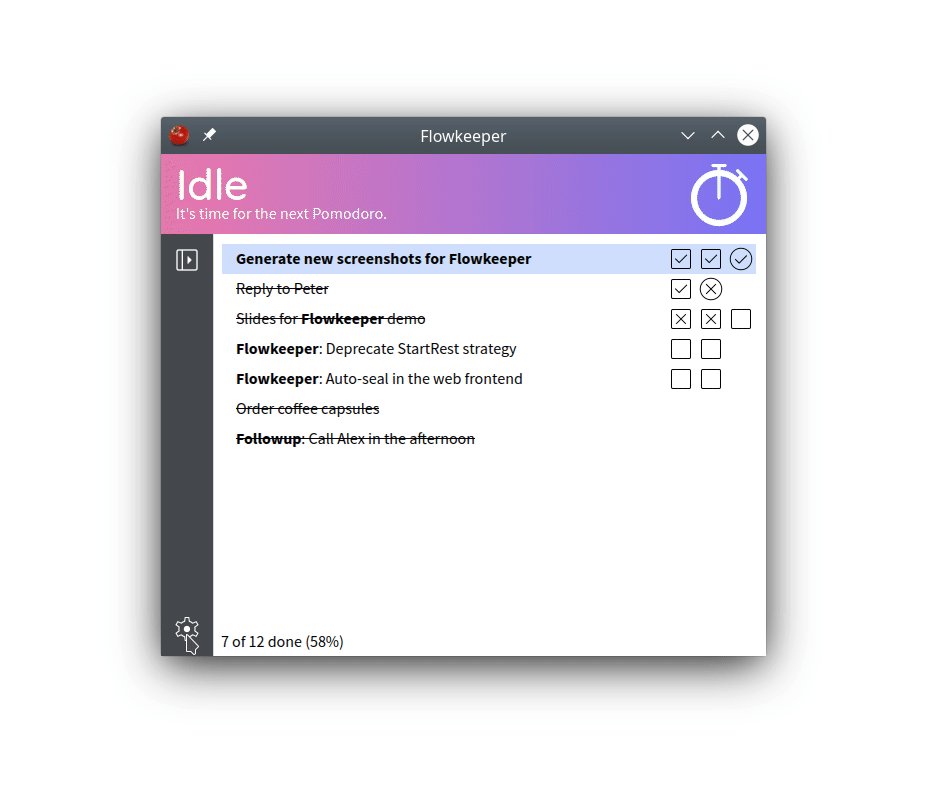 Flowkeeper
Idle
It's time for the next Pomodoro.
Generate new screenshots for Flowkeeper
Reply to Peter
Slides for Flowkeeper demo
Flowkeeper: Deprecate StartRest strategy
Flowkeeper: Auto-seal in the web frontend
Order coffee capsules
Followup: Call Alex in the afternoon
7 of 12 done (58%)